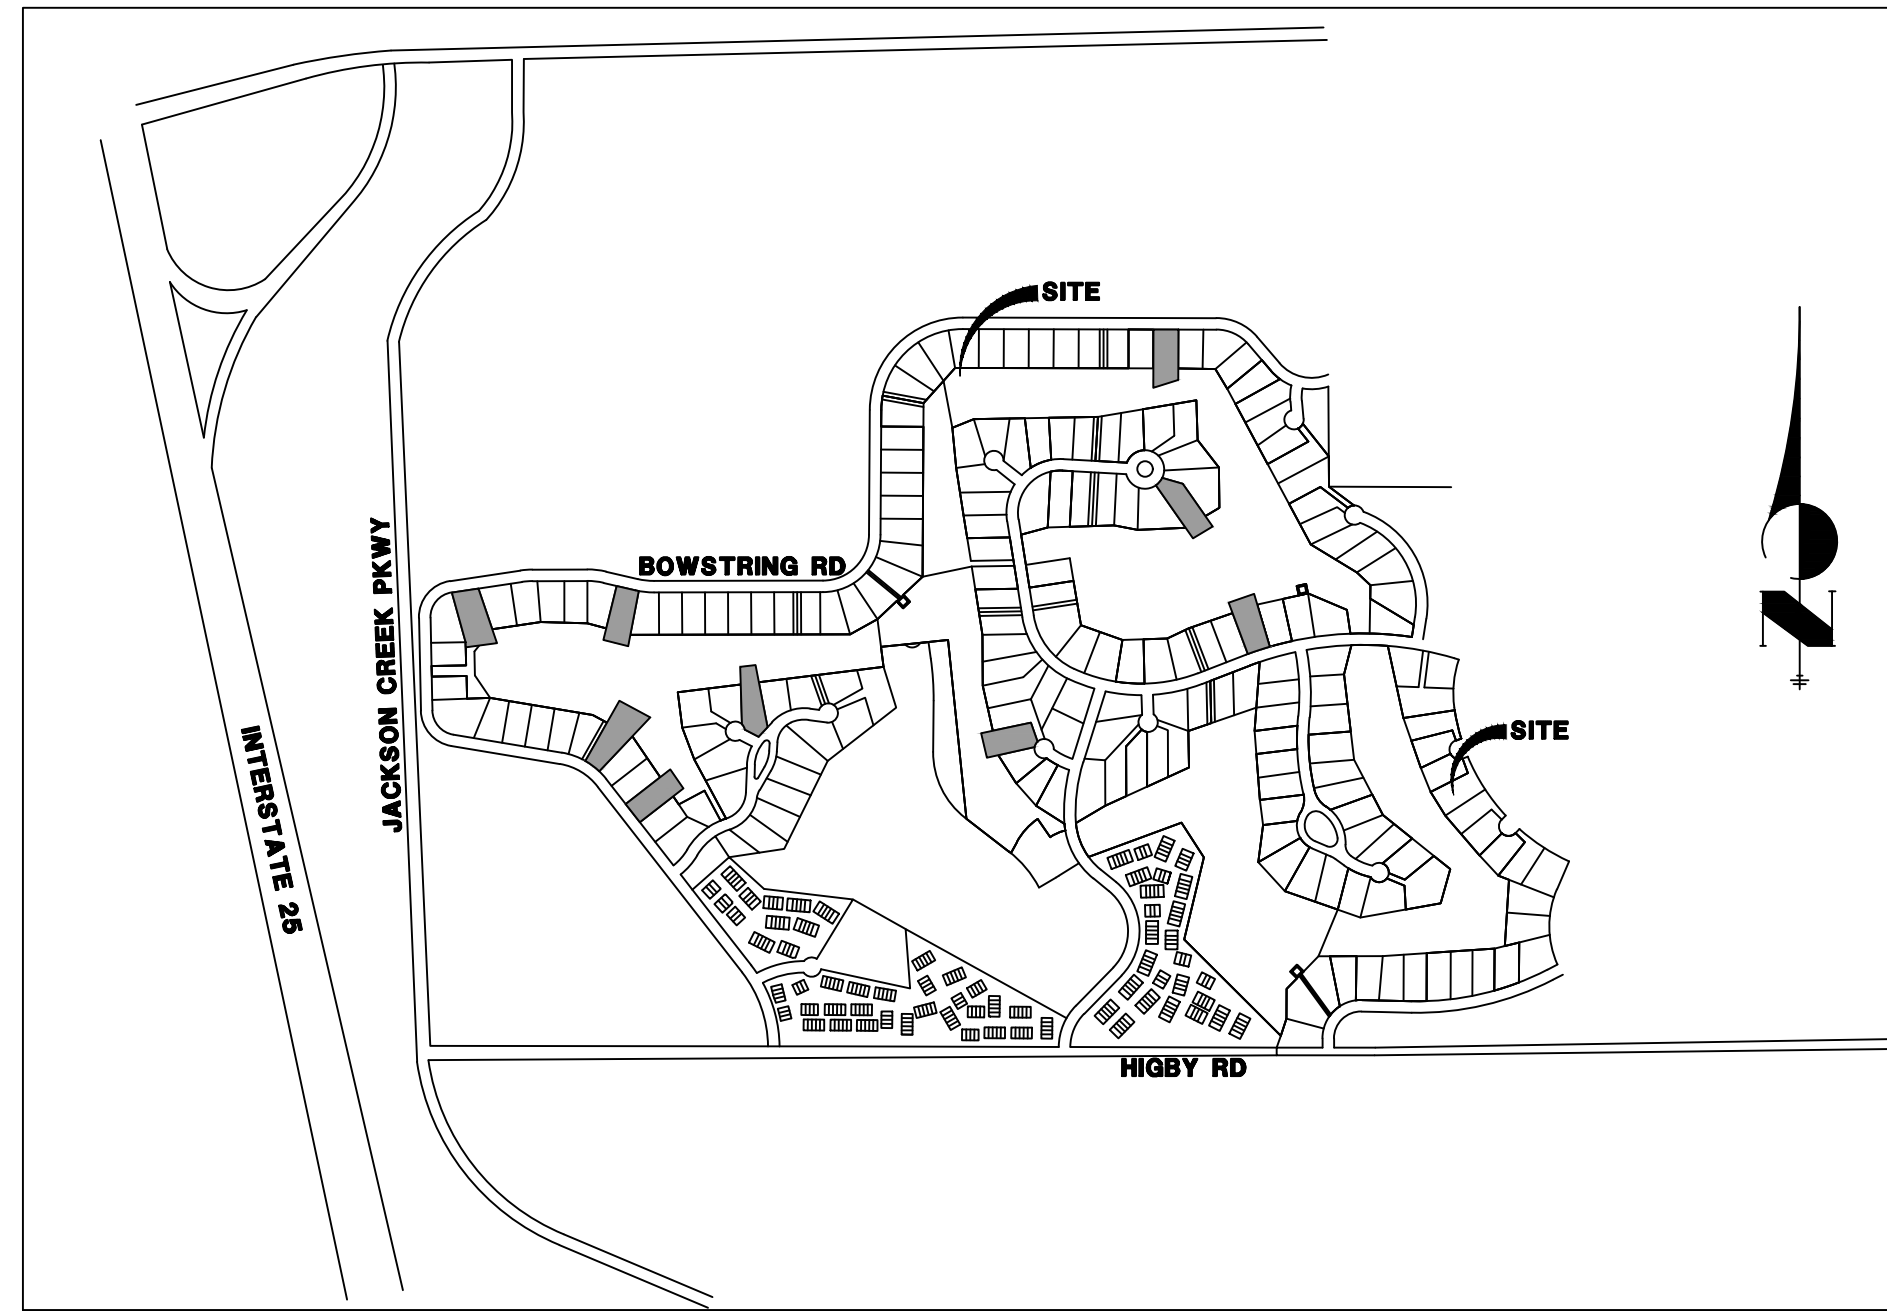 SITE
BOWSTRING RD
JACKSON CREEK PKWY
SITE
INTERSTATE 25
HIGBY RD
N